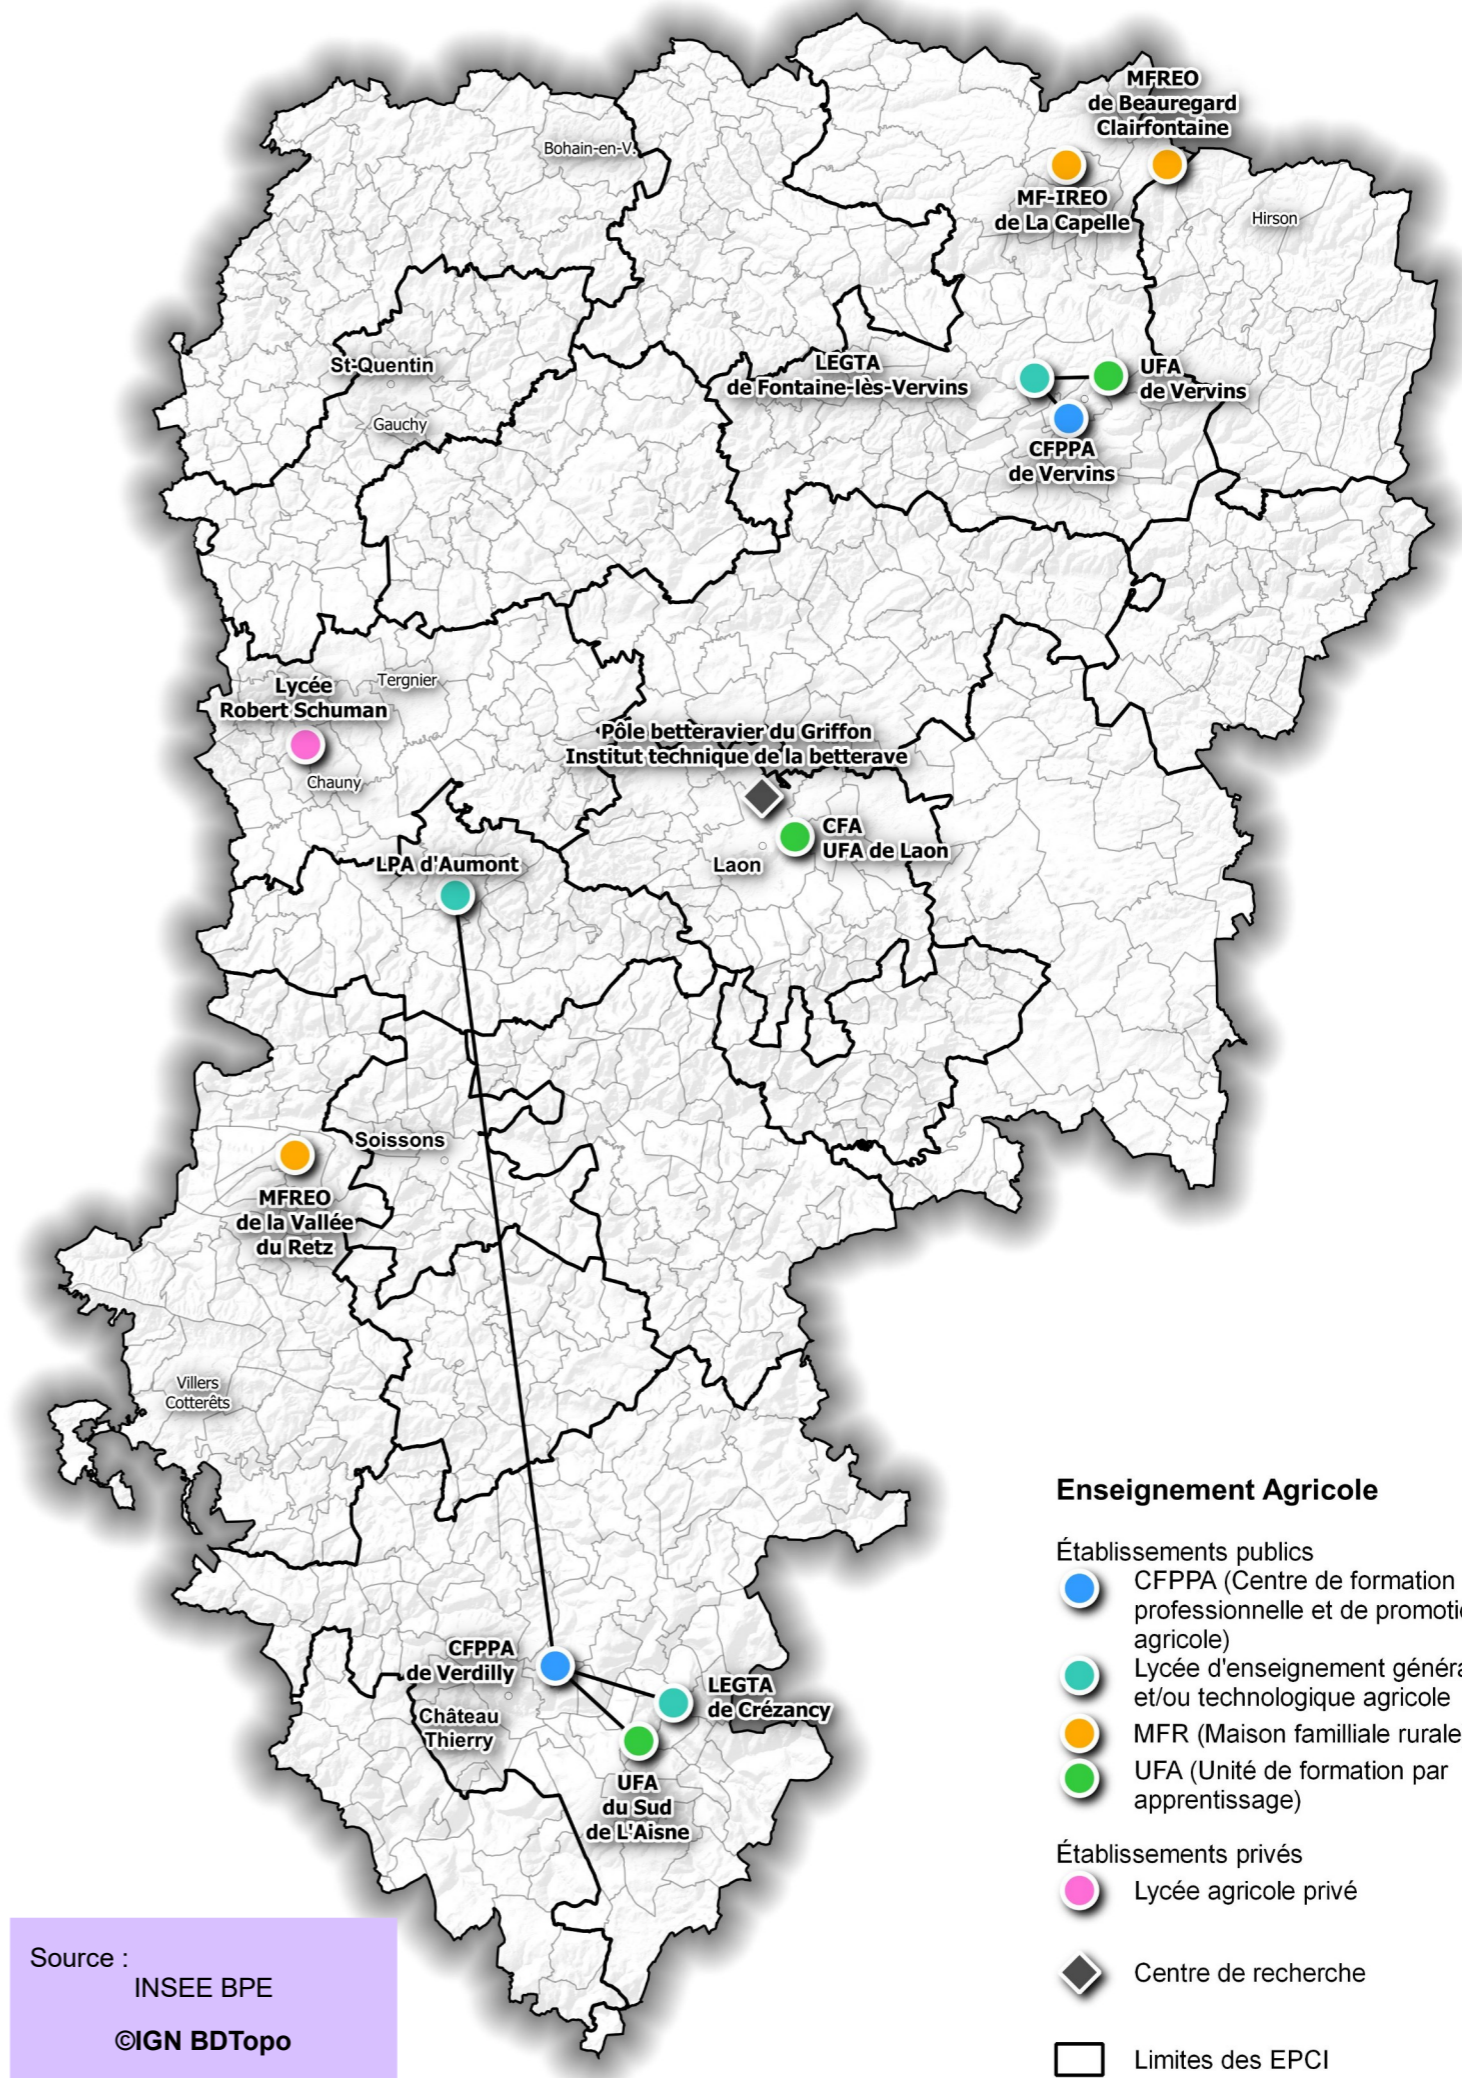 MFREO
de Beauregard
Clairfontaine
Bohain-en-V.
MF-IREO
de La Capelle
Hirson
St-Quentin
LEGTA
de Fontaine-lès-Vervins
UFA
de Vervins
Gauchy
CFPPA
de Vervins
Tergnier
Lycée
Robert Schuman
Pôle betteravier du Griffon
Institut technique de la betterave
Chauny
CFA
UFA de Laon
Laon
LPA d'Aumont
Soissons
MFREO
de la Vallée
du Retz
Villers
Cotterêts
CFPPA
de Verdilly
LEGTA
de Crézancy
Château
Thierry
UFA
du Sud
de L'Aisne
Enseignement Agricole
Établissements publics
CFPPA (Centre de formation
professionnelle et de promotio
agricole)
Lycée d'enseignement généra
et/ou technologique agricole
MFR (Maison familliale rurale
UFA (Unité de formation par
apprentissage)
Établissements privés
Lycée agricole privé
Centre de recherche
Limites des EPCI
Source :
INSEE BPE
©IGN BDTopo